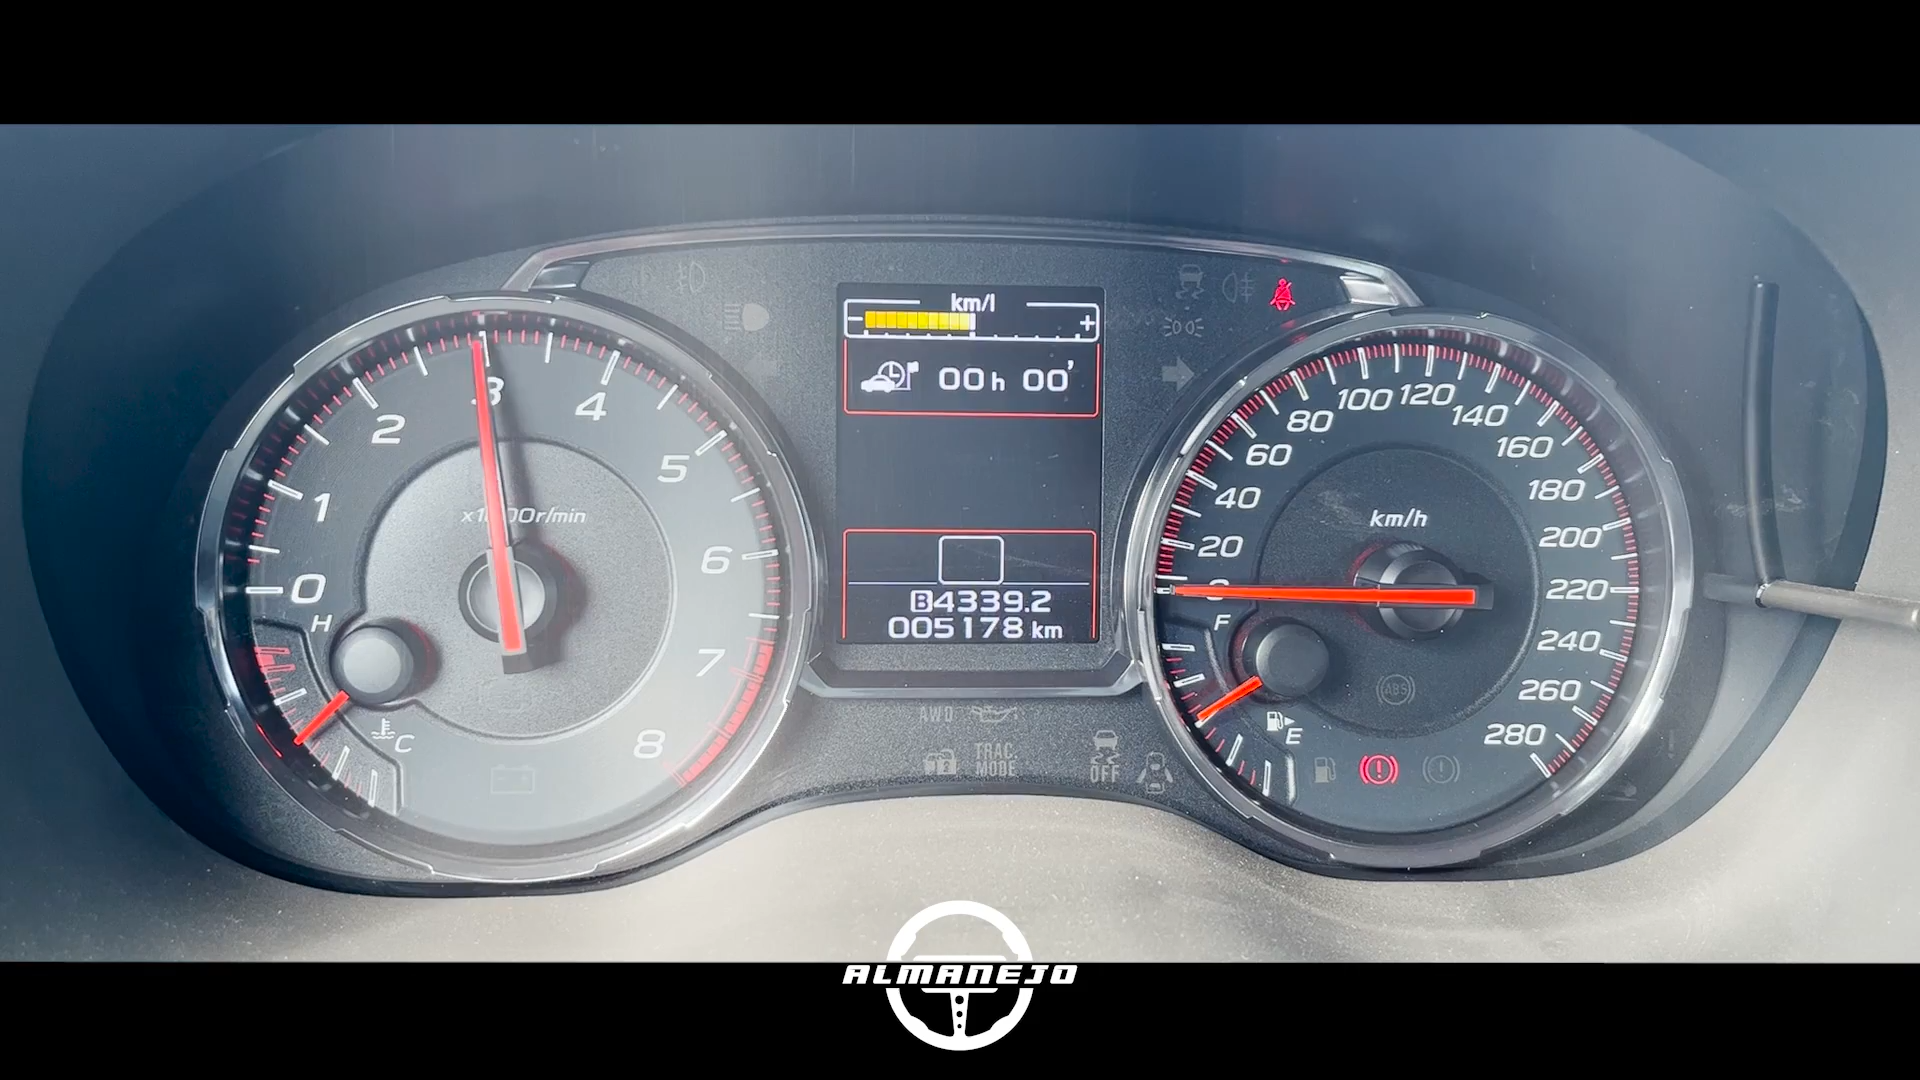 km/l
- +
00h 00'
B4339.2
005178 km
0 1 2 3 4 5 6 7 8
x1000r/min
H
C
0 20 40 60 80 100 120 140 160 180 200 220 240 260 280
km/h
F
E
ABS
AWD
TRAC
MODE
OFF
ALMANEJO